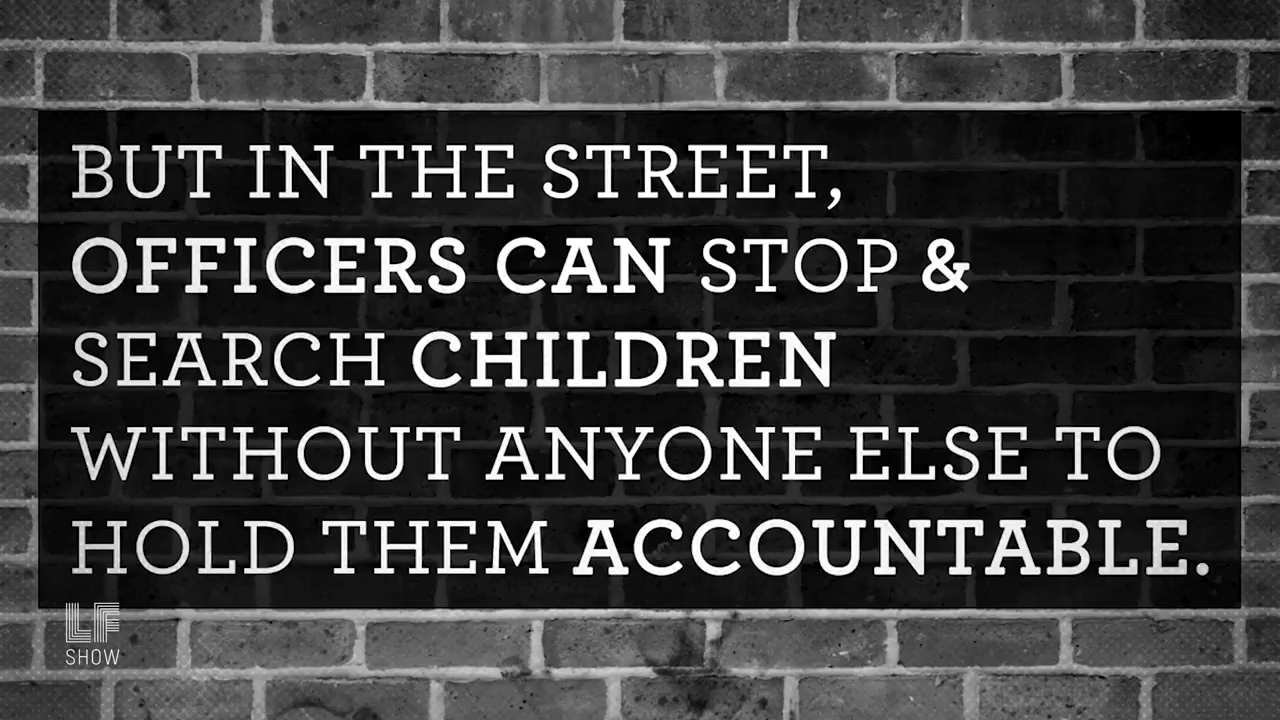 BUT IN THE STREET,
OFFICERS CAN STOP &
SEARCH CHILDREN
WITHOUT ANYONE ELSE TO
HOLD THEM ACCOUNTABLE.
LF
SHOW